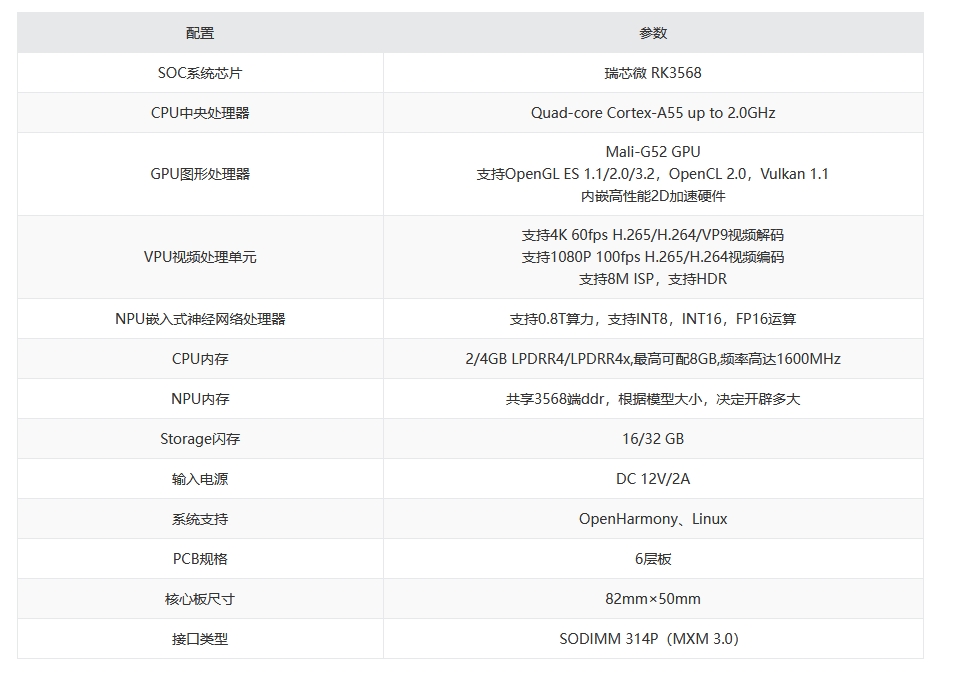 配置 参数
SOC系统芯片 瑞芯微 RK3568
CPU中央处理器 Quad-core Cortex-A55 up to 2.0GHz
GPU图形处理器
Mali-G52 GPU
支持OpenGL ES 1.1/2.0/3.2，OpenCL 2.0，Vulkan 1.1
内嵌高性能2D加速硬件
VPU视频处理单元
支持4K 60fps H.265/H.264/VP9视频解码
支持1080P 100fps H.265/H.264视频编码
支持8M ISP，支持HDR
NPU嵌入式神经网络处理器 支持0.8T算力，支持INT8，INT16，FP16运算
CPU内存 2/4GB LPDRR4/LPDRR4x,最高可配8GB,频率高达1600MHz
NPU内存 共享3568端ddr，根据模型大小，决定开辟多大
Storage闪存 16/32 GB
输入电源 DC 12V/2A
系统支持 OpenHarmony、Linux
PCB规格 6层板
核心板尺寸 82mm×50mm
接口类型 SODIMM 314P（MXM 3.0）